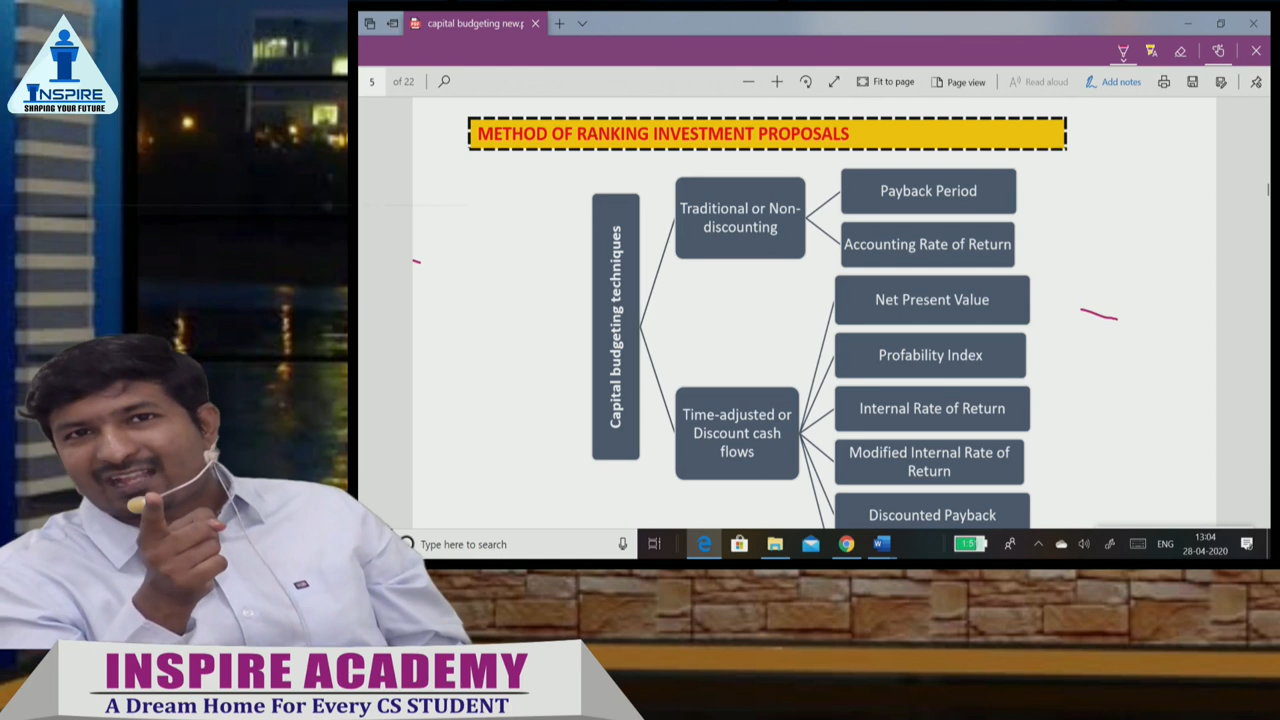 INSPIRE
SHAPING YOUR FUTURE
capital budgeting new.p
5 of 22
Fit to page
Page view
Read aloud
Add notes
METHOD OF RANKING INVESTMENT PROPOSALS
Capital budgeting techniques
Traditional or Non-
discounting
Payback Period
Accounting Rate of Return
Time-adjusted or
Discount cash
flows
Net Present Value
Profability Index
Internal Rate of Return
Modified Internal Rate of
Return
Discounted Payback
Type here to search
ENG
13:04
28-04-2020
INSPIRE ACADEMY
A Dream Home For Every CS STUDENT